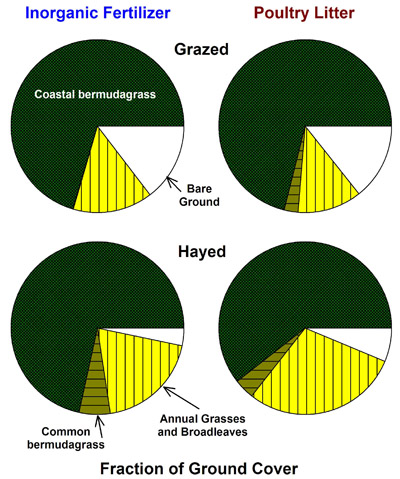 Inorganic Fertilizer
Poultry Litter
Grazed
Coastal bermudagrass
Bare
Ground
Hayed
Common
bermudagrass
Annual Grasses
and Broadleaves
Fraction of Ground Cover